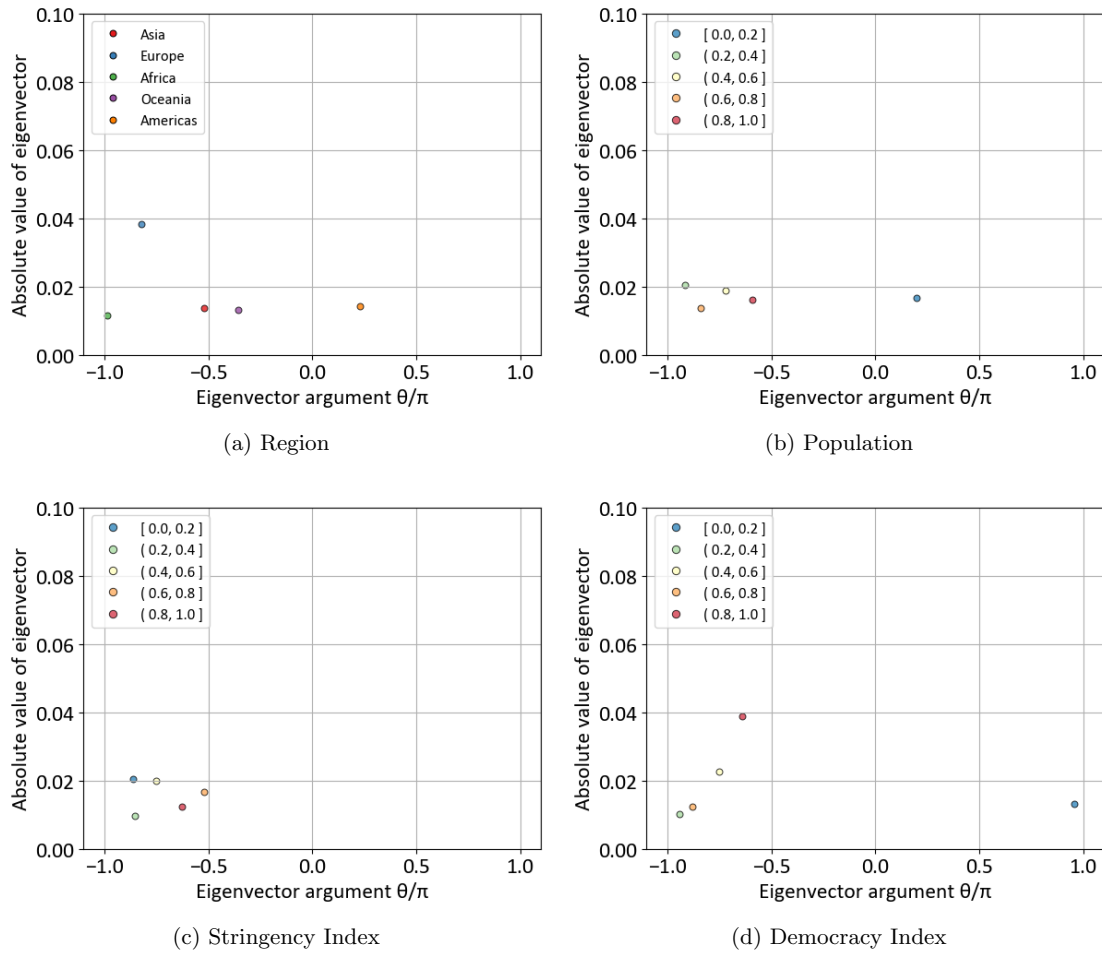 Absolute value of eigenvector
0.10
0.08
0.06
0.04
0.02
0.00
Asia
Europe
Africa
Oceania
Americas
−1.0 −0.5 0.0 0.5 1.0
Eigenvector argument θ/π
(a) Region
Absolute value of eigenvector
0.10
0.08
0.06
0.04
0.02
0.00
[ 0.0, 0.2 ]
( 0.2, 0.4 ]
( 0.4, 0.6 ]
( 0.6, 0.8 ]
( 0.8, 1.0 ]
−1.0 −0.5 0.0 0.5 1.0
Eigenvector argument θ/π
(b) Population
Absolute value of eigenvector
0.10
0.08
0.06
0.04
0.02
0.00
[ 0.0, 0.2 ]
( 0.2, 0.4 ]
( 0.4, 0.6 ]
( 0.6, 0.8 ]
( 0.8, 1.0 ]
−1.0 −0.5 0.0 0.5 1.0
Eigenvector argument θ/π
(c) Stringency Index
Absolute value of eigenvector
0.10
0.08
0.06
0.04
0.02
0.00
[ 0.0, 0.2 ]
( 0.2, 0.4 ]
( 0.4, 0.6 ]
( 0.6, 0.8 ]
( 0.8, 1.0 ]
−1.0 −0.5 0.0 0.5 1.0
Eigenvector argument θ/π
(d) Democracy Index